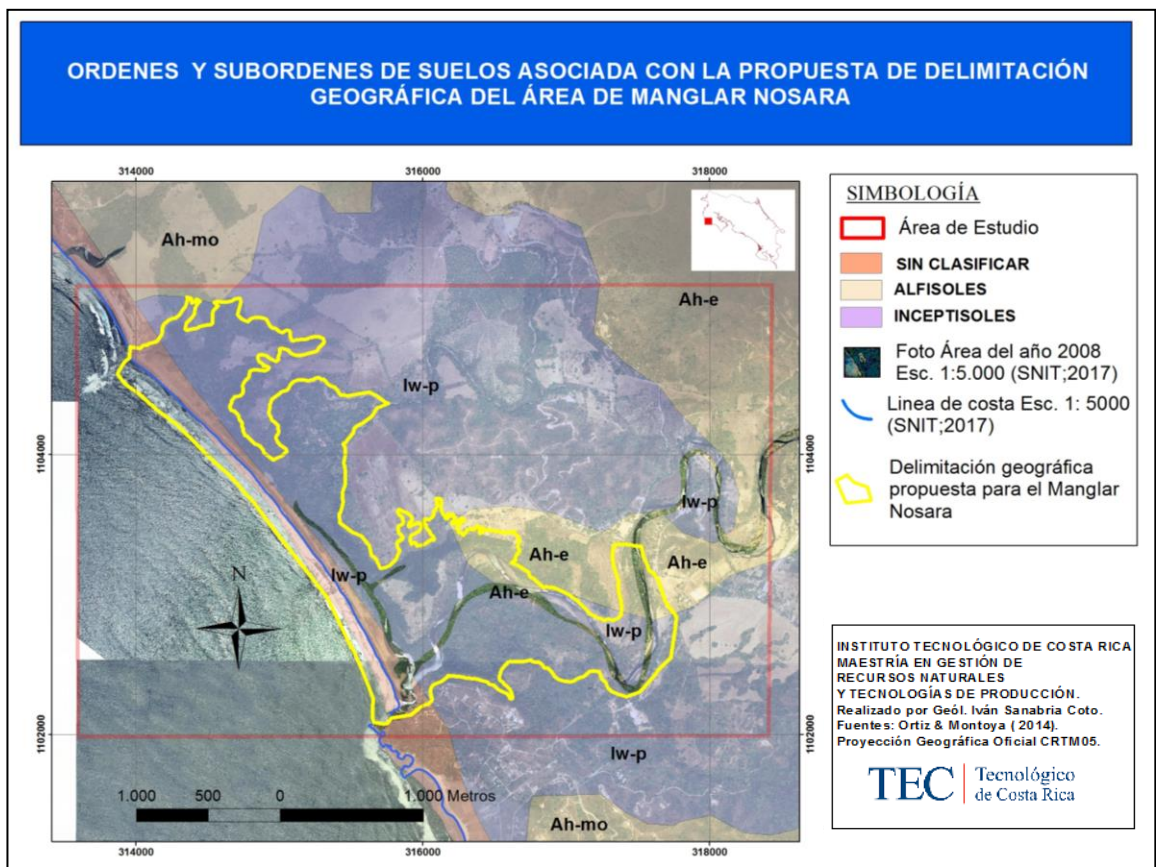 ORDENES Y SUBORDENES DE SUELOS ASOCIADA CON LA PROPUESTA DE DELIMITACIÓN
GEOGRÁFICA DEL ÁREA DE MANGLAR NOSARA
314000
316000
318000
Ah-mo
Ah-e
Iw-p
1104000
1104000
Iw-p
Ah-e
Ah-e
Iw-p
Ah-e
Iw-p
N
1102000
1102000
Iw-p
1.000
500
0
1.000 Metros
Ah-mo
314000
316000
318000
SIMBOLOGÍA
Área de Estudio
SIN CLASIFICAR
ALFISOLES
INCEPTISOLES
Foto Área del año 2008
Esc. 1:5.000 (SNIT;2017)
Linea de costa Esc. 1: 5000
(SNIT;2017)
Delimitación geográfica
propuesta para el Manglar
Nosara
INSTITUTO TECNOLÓGICO DE COSTA RICA
MAESTRÍA EN GESTIÓN DE
RECURSOS NATURALES
Y TECNOLOGÍAS DE PRODUCCIÓN.
Realizado por Geól. Iván Sanabria Coto.
Fuentes: Ortiz & Montoya ( 2014).
Proyección Geográfica Oficial CRTM05.
TEC
Tecnológico
de Costa Rica